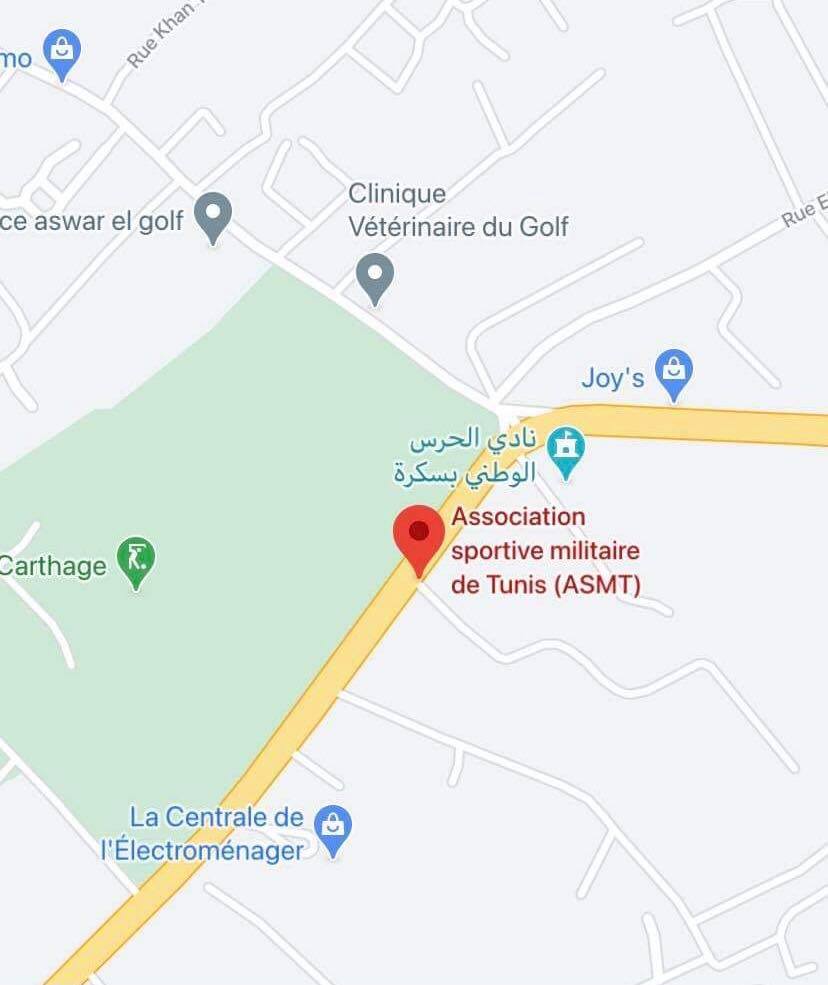 Rue Khan
mo
Clinique
Vétérinaire du Golf
ce aswar el golf
Rue E
Joy's
نادي الحرس
الوطني بسكرة
Association
sportive militaire
de Tunis (ASMT)
Carthage
La Centrale de
l'Électroménager